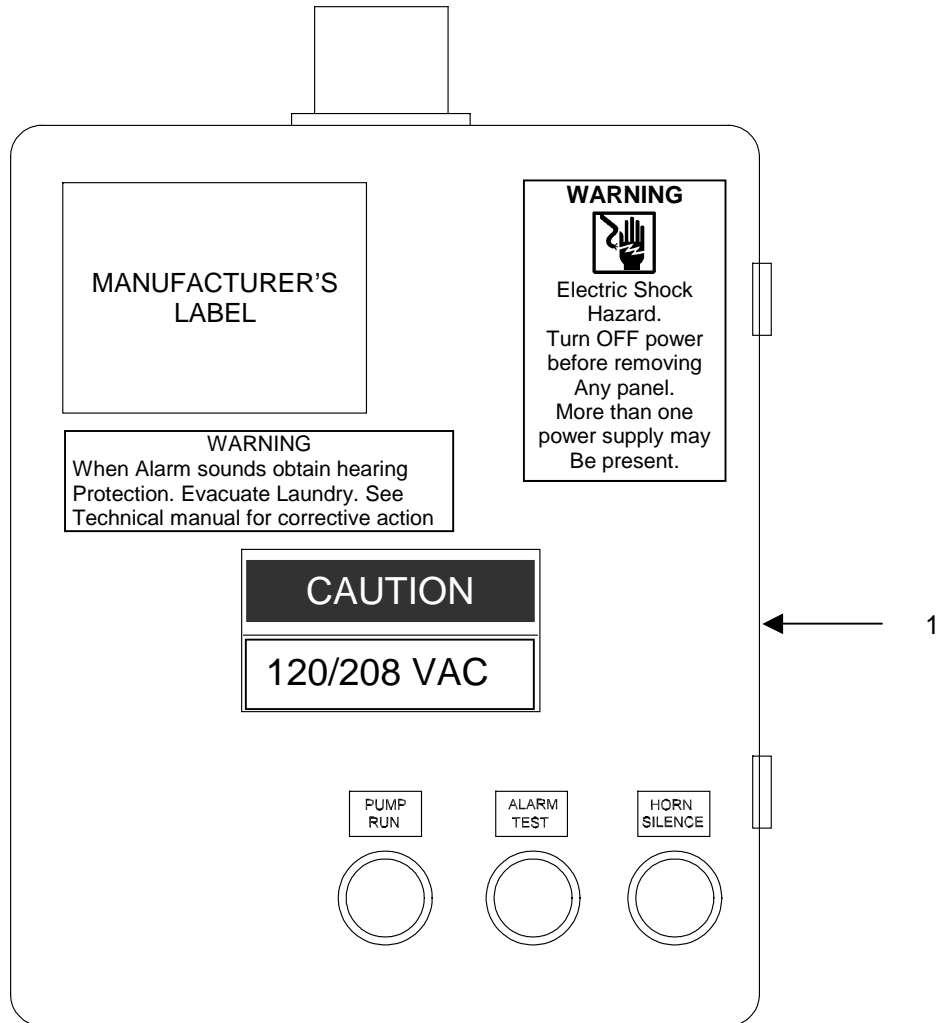 MANUFACTURER'S
LABEL
WARNING
Electric Shock
Hazard.
Turn OFF power
before removing
Any panel.
More than one
power supply may
Be present.
WARNING
When Alarm sounds obtain hearing
Protection. Evacuate Laundry. See
Technical manual for corrective action
CAUTION
120/208 VAC
1
PUMP
RUN
ALARM
TEST
HORN
SILENCE